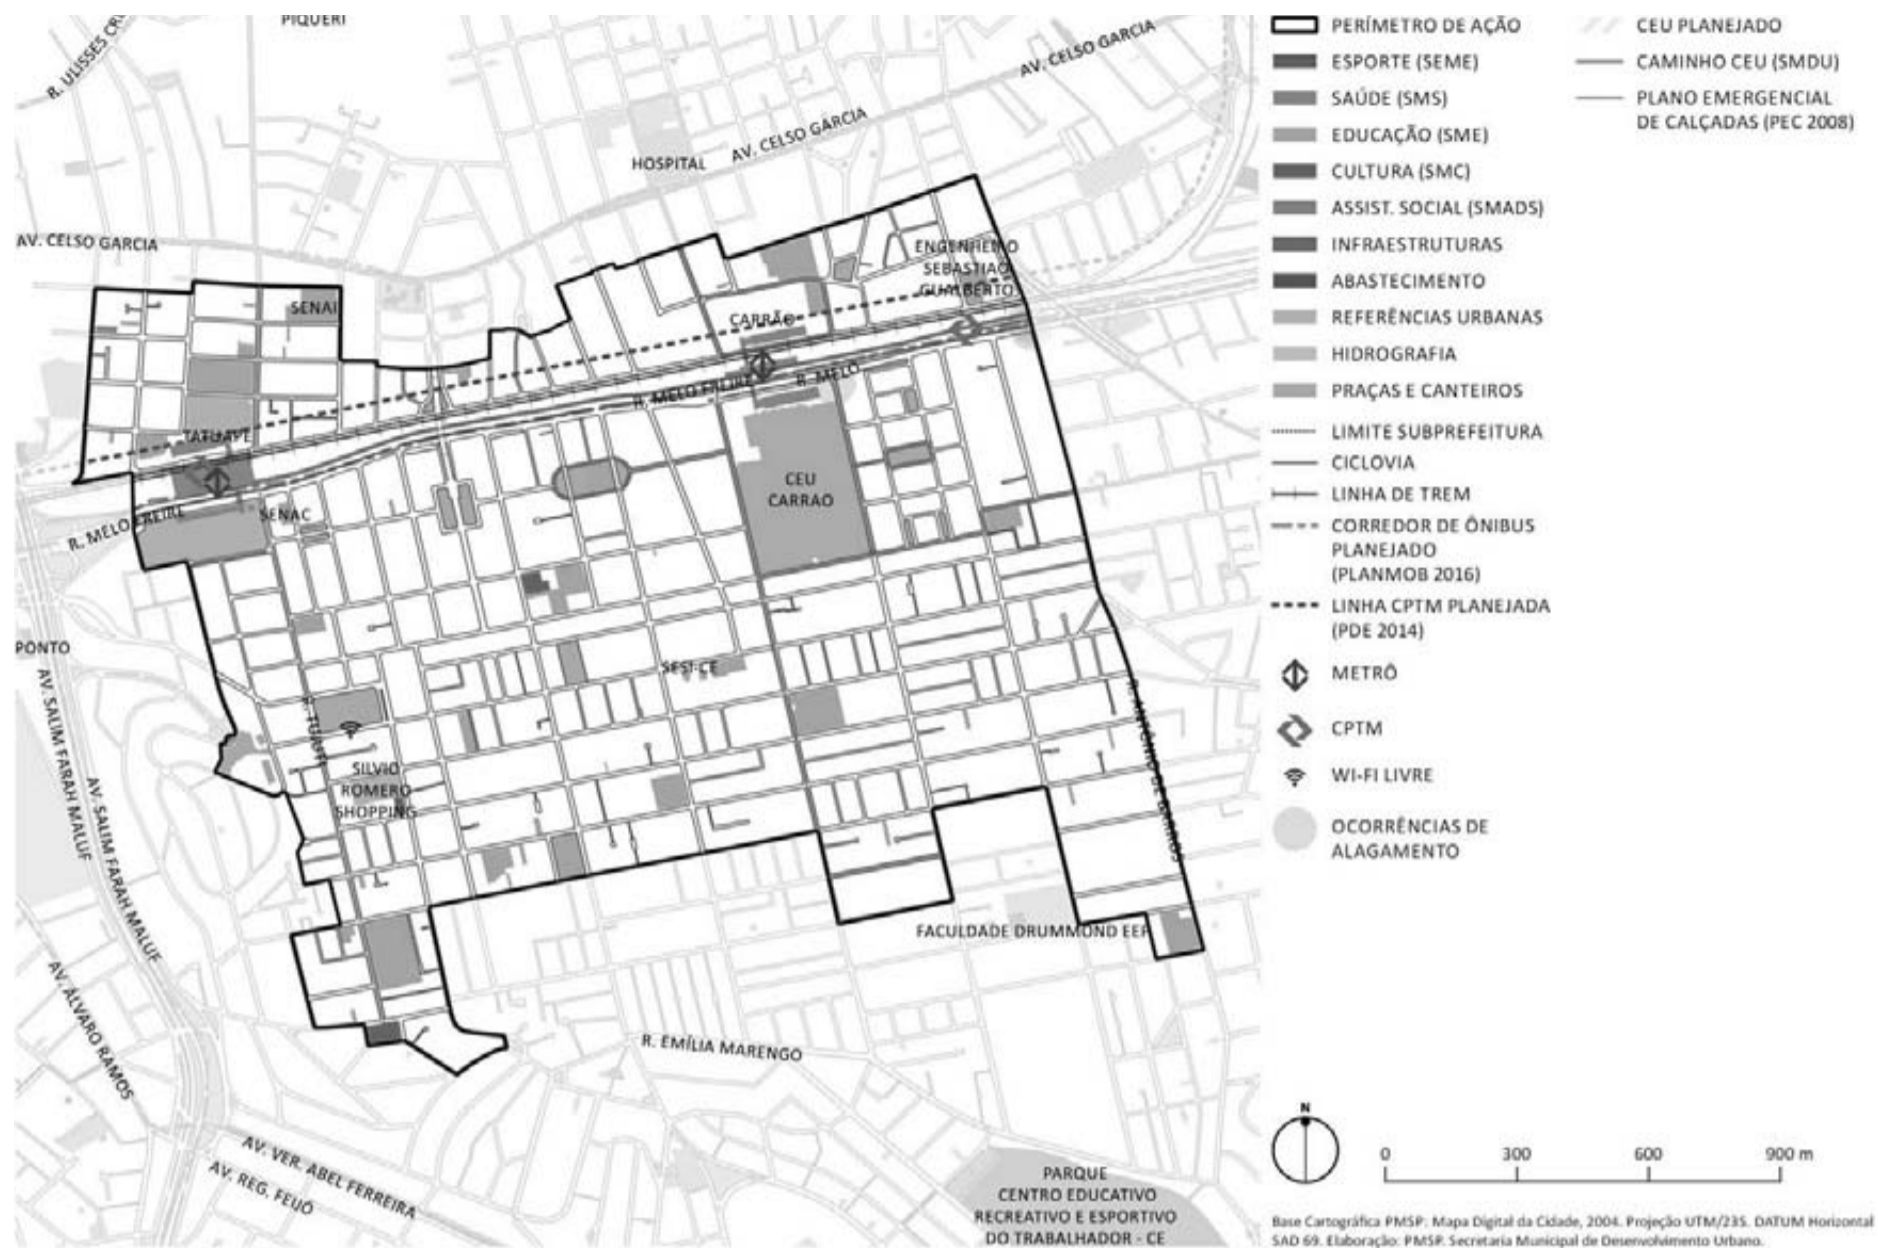 PIQUERI
AV. CELSO GARCIA
AV. CELSO GARCIA
HOSPITAL
AV. CELSO GARCIA
ENGENHEIRO
SEBASTIÃO
GUALBERTO
SENAI
CARRÃO
R. MELO FREIRE
R. MELO
TATUAPÉ
R. MELO FREIRE
SENAC
CEU
CARRAO
PONTO
SESI-CE
R. TUIUTI
AV. SALIM FARAH MALUF
AV. SALIM FARAH MALUF
SILVIO
ROMERO
SHOPPING
R. ANTÔNIO DE BARROS
FACULDADE DRUMMOND EEF
AV. ÁLVARO RAMOS
R. EMÍLIA MARENGO
AV. VER. ABEL FERREIRA
AV. REG. FEIJÓ
PARQUE
CENTRO EDUCATIVO
RECREATIVO E ESPORTIVO
DO TRABALHADOR - CE
PERÍMETRO DE AÇÃO
ESPORTE (SEME)
SAÚDE (SMS)
EDUCAÇÃO (SME)
CULTURA (SMC)
ASSIST. SOCIAL (SMADS)
INFRAESTRUTURAS
ABASTECIMENTO
REFERÊNCIAS URBANAS
HIDROGRAFIA
PRAÇAS E CANTEIROS
LIMITE SUBPREFEITURA
CICLOVIA
LINHA DE TREM
CORREDOR DE ÔNIBUS
PLANEJADO
(PLANMOB 2016)
LINHA CPTM PLANEJADA
(PDE 2014)
METRÔ
CPTM
WI-FI LIVRE
OCORRÊNCIAS DE
ALAGAMENTO
CEU PLANEJADO
CAMINHO CEU (SMDU)
PLANO EMERGENCIAL
DE CALÇADAS (PEC 2008)
N
0 300 600 900 m
Base Cartográfica PMSP: Mapa Digital da Cidade, 2004. Projeção UTM/23S. DATUM Horizontal
SAD 69. Elaboração: PMSP. Secretaria Municipal de Desenvolvimento Urbano.